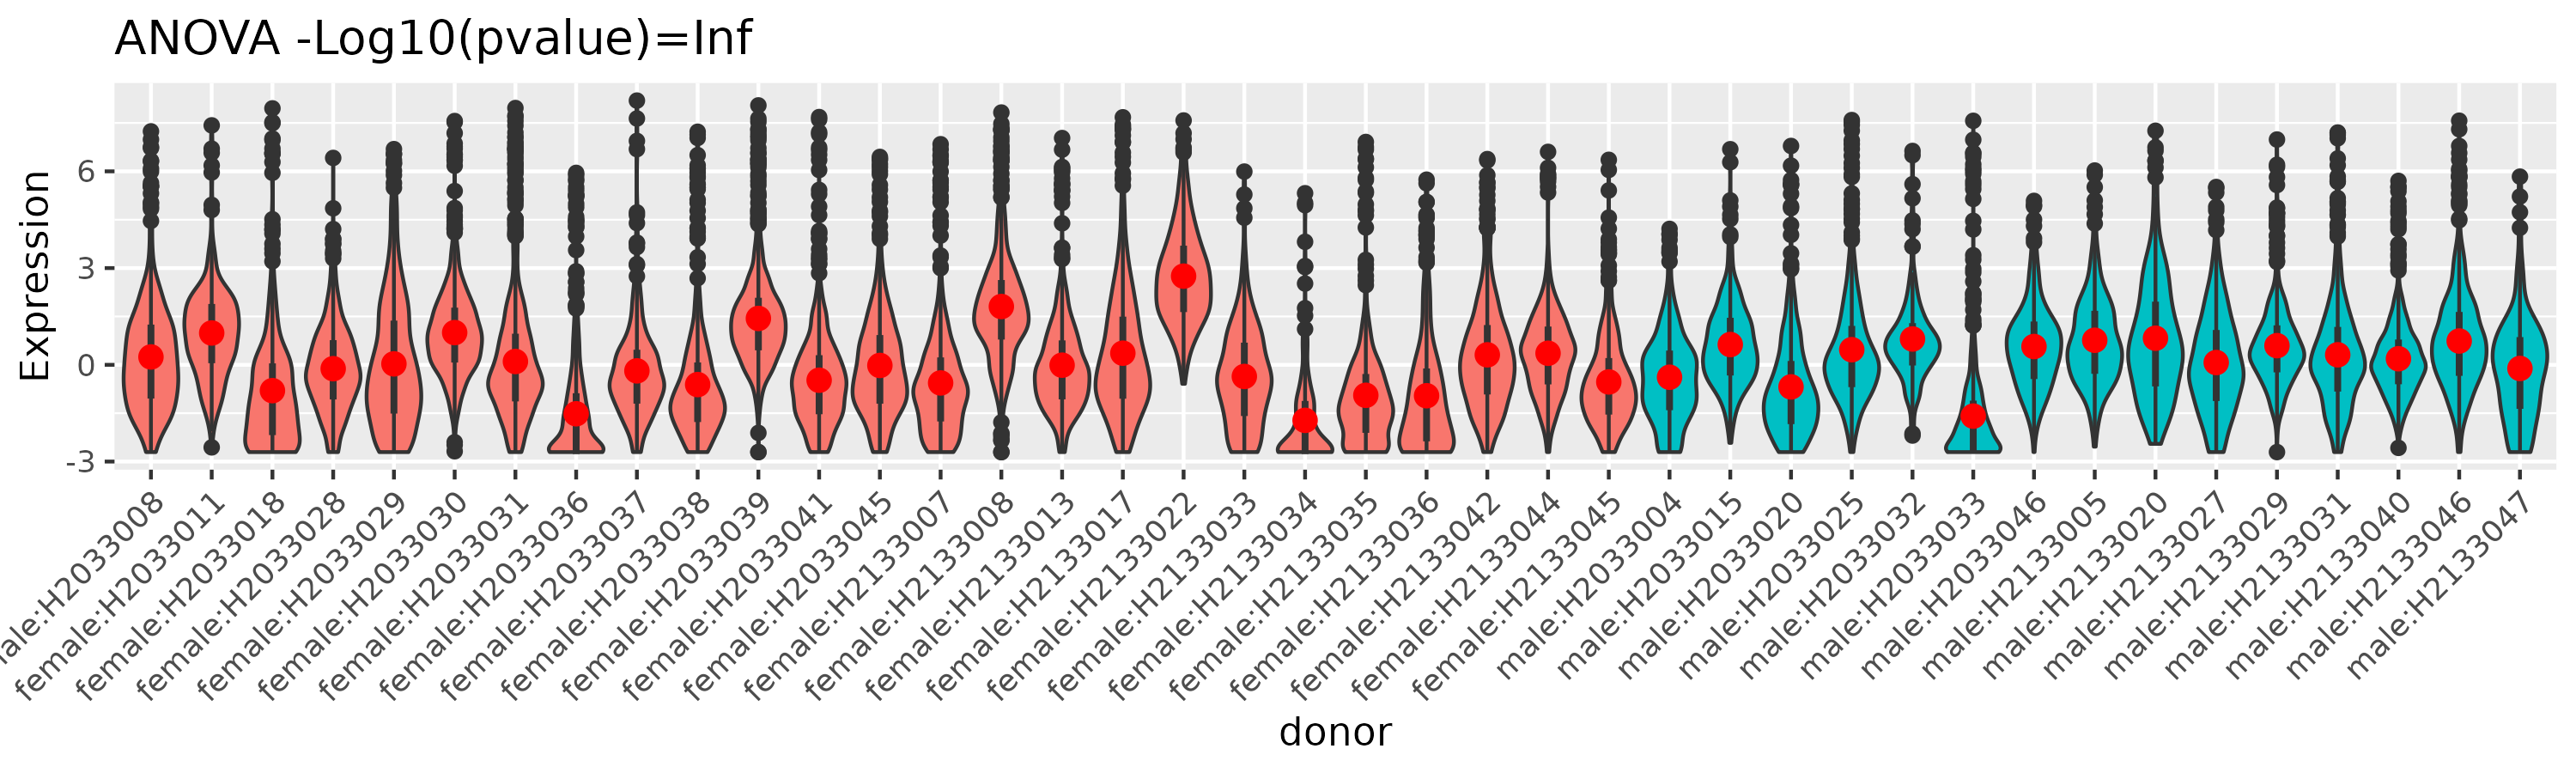 ANOVA -Log10(pvalue)=Inf
Expression
6
3
0
-3
male:H2033008
female:H2033011
female:H2033018
female:H2033028
female:H2033029
female:H2033030
female:H2033031
female:H2033036
female:H2033037
female:H2033038
female:H2033039
female:H2033041
female:H2033045
female:H2133007
female:H2133008
female:H2133013
female:H2133017
female:H2133022
female:H2133033
female:H2133034
female:H2133035
female:H2133036
female:H2133042
female:H2133044
female:H2133045
male:H2033004
male:H2033015
male:H2033020
male:H2033025
male:H2033032
male:H2033033
male:H2033046
male:H2133005
male:H2133020
male:H2133027
male:H2133029
male:H2133031
male:H2133040
male:H2133046
male:H2133047
donor